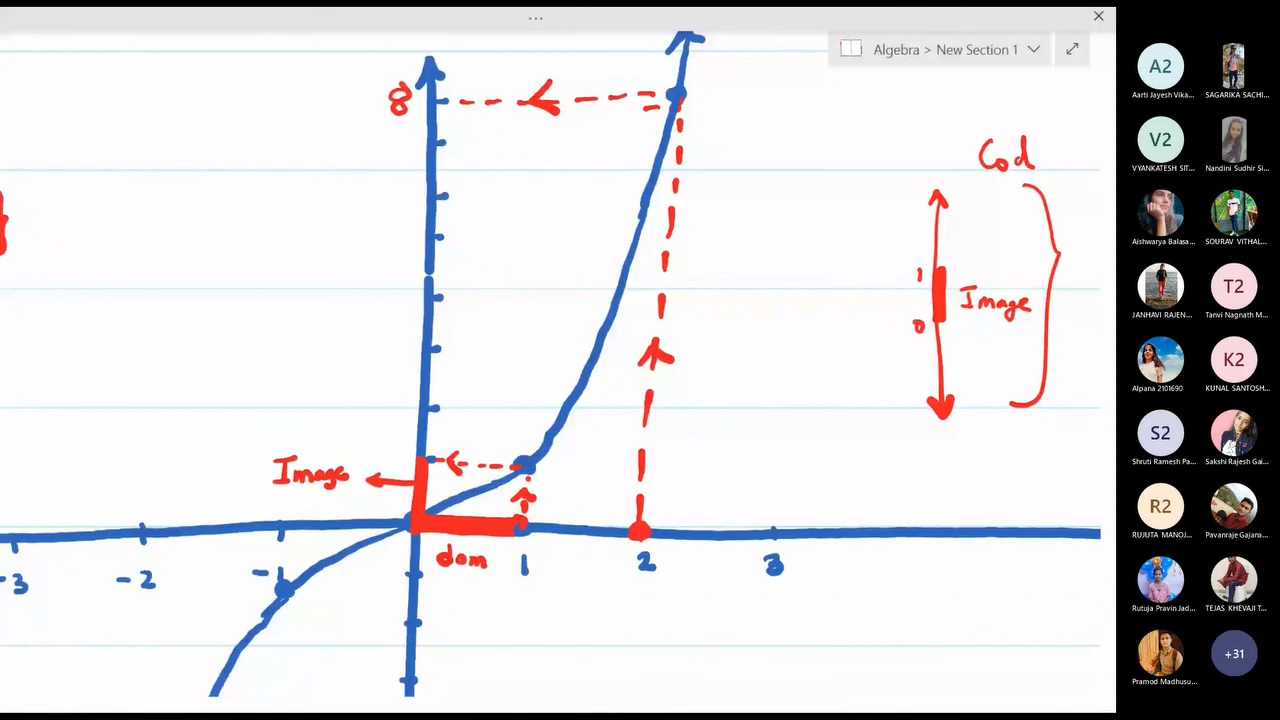 Algebra > New Section 1
8
Cod
1
Image
0
Image
dom
-3
-2
-1
1
2
3
A2
Aarti Jayesh Vika...
SAGARIKA SACHI...
V2
VYANKATESH SIT...
Nandini Sudhir Si...
Aishwarya Balasa...
SOURAV VITHAL...
JANHAVI RAJEN...
T2
Tanvi Nagnath M...
Alpana 2101690
K2
KUNAL SANTOSH...
S2
Shruti Ramesh Pa...
Sakshi Rajesh Gai...
R2
RUJUTA MANOJ...
Pavanraje Gajana...
Rutuja Pravin Jad...
TEJAS KHEVAJI T...
Pramod Madhusu...
+31